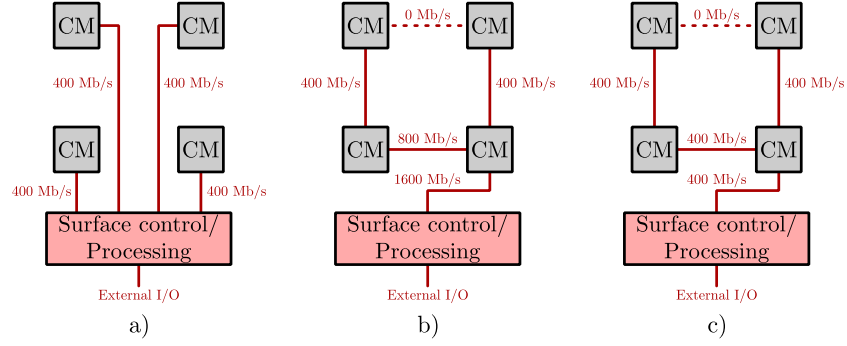 CM
CM
400 Mb/s
400 Mb/s
CM
CM
400 Mb/s
400 Mb/s
Surface control/
Processing
External I/O
a)
CM
0 Mb/s
CM
400 Mb/s
400 Mb/s
CM
800 Mb/s
CM
1600 Mb/s
Surface control/
Processing
External I/O
b)
CM
0 Mb/s
CM
400 Mb/s
400 Mb/s
CM
400 Mb/s
CM
400 Mb/s
Surface control/
Processing
External I/O
c)